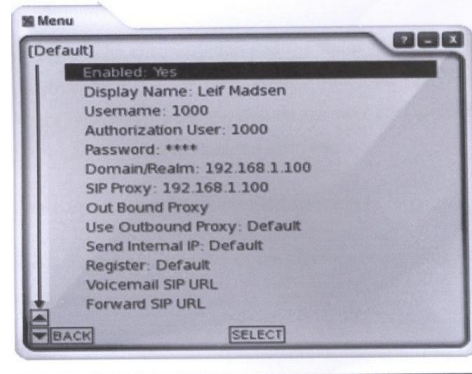 Menu
? - X
[Default]
Enabled: Yes
Display Name: Leif Madsen
Username: 1000
Authorization User: 1000
Password: ****
Domain/Realm: 192.168.1.100
SIP Proxy: 192.168.1.100
Out Bound Proxy
Use Outbound Proxy: Default
Send Internal IP: Default
Register: Default
Voicemail SIP URL
Forward SIP URL
BACK SELECT